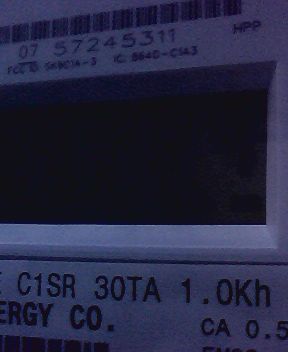 07 57245311
HPP
C1SR 30TA 1.0Kh
ERGY CO.
CA 0.5